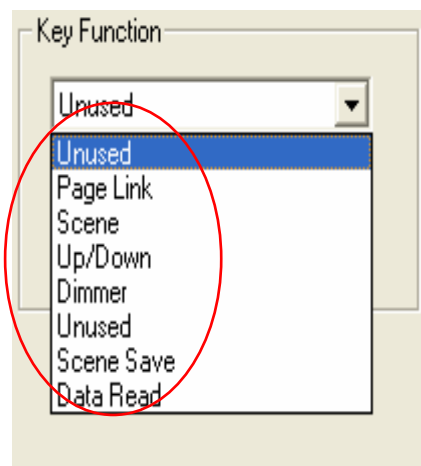 Key Function
Unused
Unused
Page Link
Scene
Up/Down
Dimmer
Unused
Scene Save
Data Read